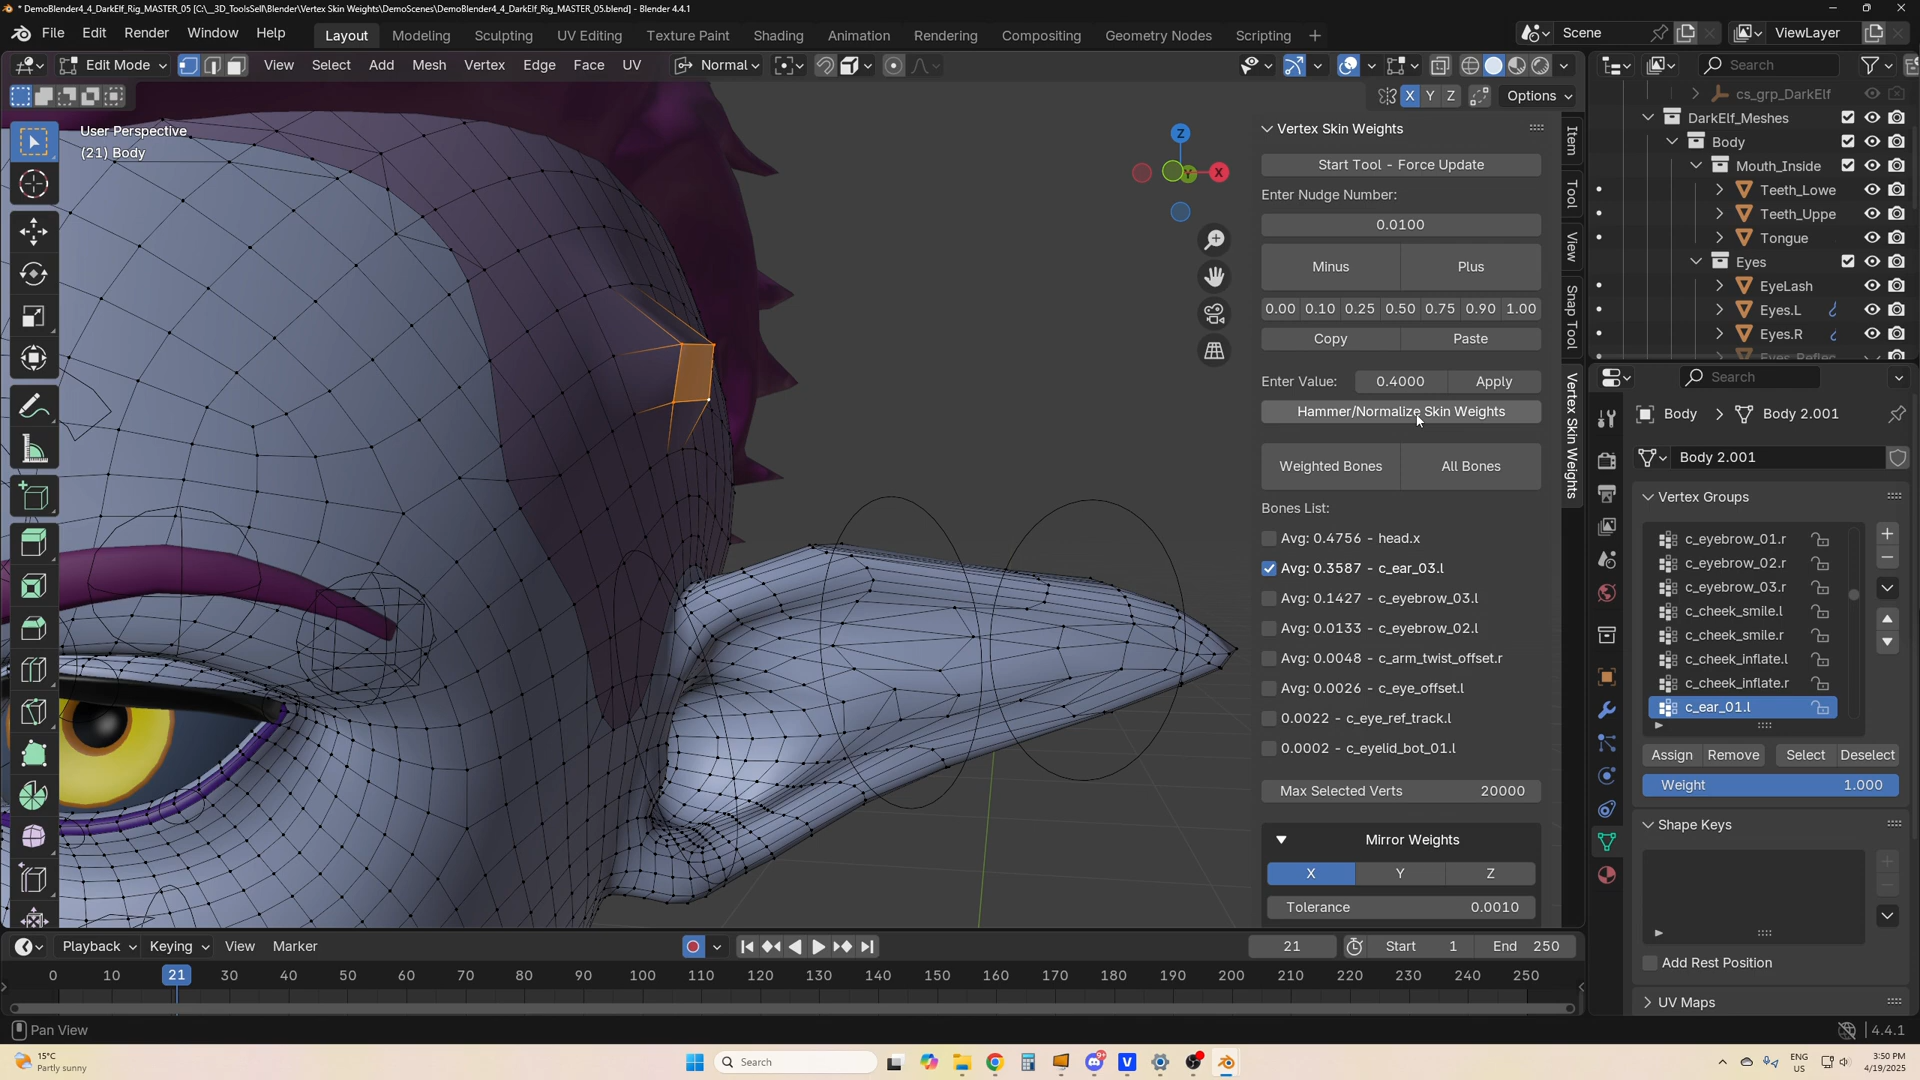 * DemoBlender4_4_DarkElf_Rig_MASTER_05 [C:\__3D_ToolsSell\Blender\Vertex Skin Weights\DemoScenes\DemoBlender4_4_DarkElf_Rig_MASTER_05.blend] - Blender 4.4.1
File Edit Render Window Help
Layout Modeling Sculpting UV Editing Texture Paint Shading Animation Rendering Compositing Geometry Nodes Scripting +
Scene
ViewLayer
Edit Mode
View Select Add Mesh Vertex Edge Face UV
Normal
Search
X Y Z
Options
User Perspective
(21) Body
Z
X
Vertex Skin Weights
Start Tool - Force Update
Enter Nudge Number:
0.0100
Minus Plus
0.00 0.10 0.25 0.50 0.75 0.90 1.00
Copy Paste
Enter Value: 0.4000 Apply
Hammer/Normalize Skin Weights
Weighted Bones All Bones
Bones List:
Avg: 0.4756 - head.x
Avg: 0.3587 - c_ear_03.l
Avg: 0.1427 - c_eyebrow_03.l
Avg: 0.0133 - c_eyebrow_02.l
Avg: 0.0048 - c_arm_twist_offset.r
Avg: 0.0026 - c_eye_offset.l
0.0022 - c_eye_ref_track.l
0.0002 - c_eyelid_bot_01.l
Max Selected Verts 20000
Mirror Weights
X Y Z
Tolerance 0.0010
Item
Tool
View
Snap Tool
Vertex Skin Weights
cs_grp_DarkElf
DarkElf_Meshes
Body
Mouth_Inside
Teeth_Lowe
Teeth_Uppe
Tongue
Eyes
EyeLash
Eyes.L
Eyes.R
Eyes_Reflec
Search
Body > Body 2.001
Body 2.001
Vertex Groups
c_eyebrow_01.r
c_eyebrow_02.r
c_eyebrow_03.r
c_cheek_smile.l
c_cheek_smile.r
c_cheek_inflate.l
c_cheek_inflate.r
c_ear_01.l
Assign Remove Select Deselect
Weight 1.000
Shape Keys
Add Rest Position
UV Maps
Playback Keying View Marker
21
Start 1
End 250
0 10 21 30 40 50 60 70 80 90 100 110 120 130 140 150 160 170 180 190 200 210 220 230 240 250
Pan View
4.4.1
15°C
Partly sunny
Search
ENG
US
3:50 PM
4/19/2025